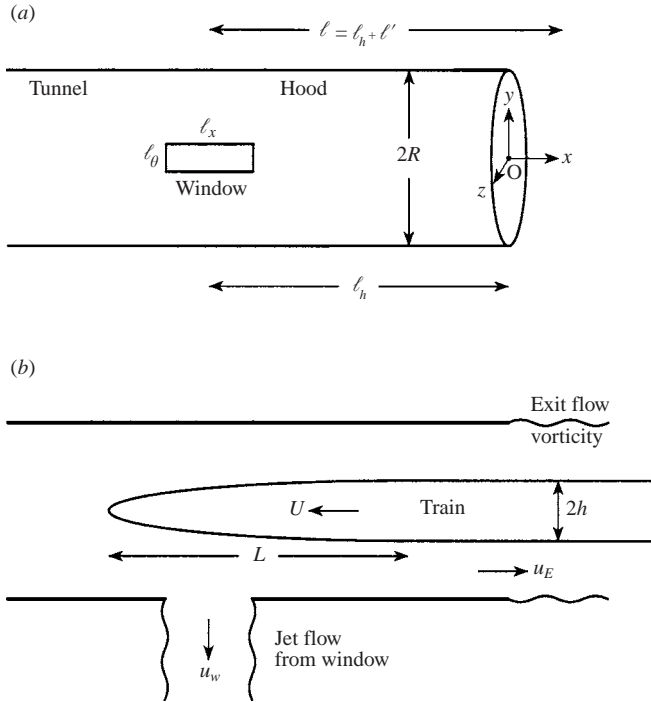 (a)
ℓ = ℓh + ℓ′
Tunnel
Hood
ℓx
ℓθ
Window
2R
y
O
x
z
ℓh
(b)
Exit flow
vorticity
U
Train
2h
L
uE
Jet flow
from window
uw